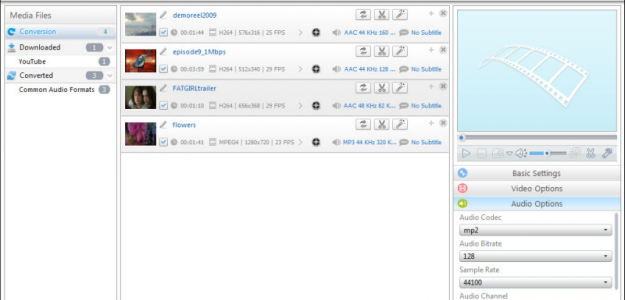 Media Files
Conversion 4
Downloaded 1
YouTube 1
Converted 3
Common Audio Formats 3
demoreel2009
00:01:44 H264 | 576x316 | 25 FPS AAC 44 KHz 160 ... No Subtitle
episode9_1Mbps
00:03:59 H264 | 512x340 | 29 FPS AAC 44 KHz 128 ... No Subtitle
FATGIRLtrailer
00:01:10 H264 | 656x368 | 29 FPS AAC 48 KHz 82 K... No Subtitle
flowers
00:01:41 MPEG4 | 1280x720 | 23 FPS MP3 44 KHz 320 K... No Subtitle
Basic Settings
Video Options
Audio Options
Audio Codec
mp2
Audio Bitrate
128
Sample Rate
44100
Audio Channel